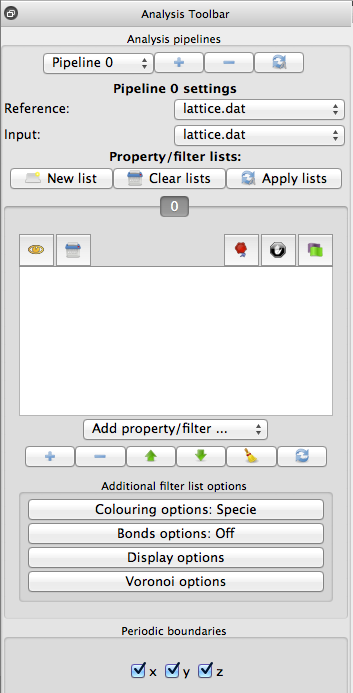 Analysis Toolbar
Analysis pipelines
Pipeline 0
Pipeline 0 settings
Reference: lattice.dat
Input: lattice.dat
Property/filter lists:
New list Clear lists Apply lists
0
Add property/filter ...
Additional filter list options
Colouring options: Specie
Bonds options: Off
Display options
Voronoi options
Periodic boundaries
x y z